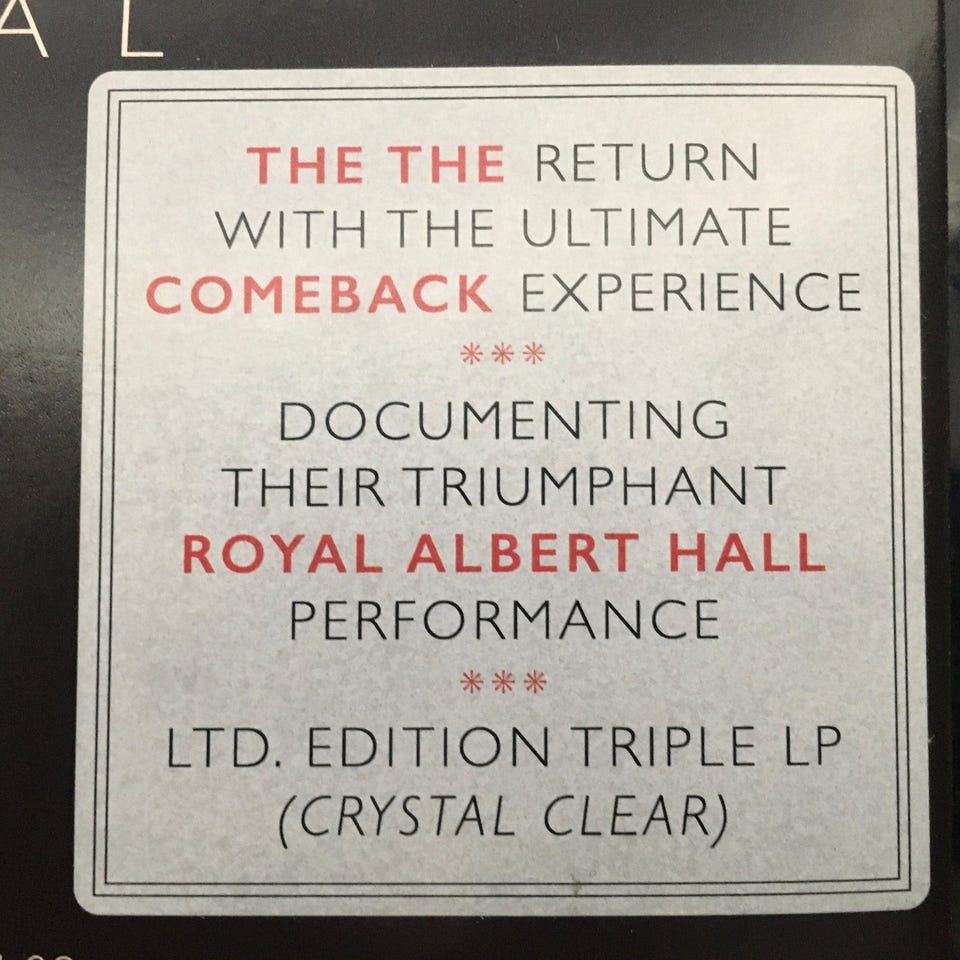 AL
THE THE RETURN
WITH THE ULTIMATE
COMEBACK EXPERIENCE
***
DOCUMENTING
THEIR TRIUMPHANT
ROYAL ALBERT HALL
PERFORMANCE
***
LTD. EDITION TRIPLE LP
(CRYSTAL CLEAR)